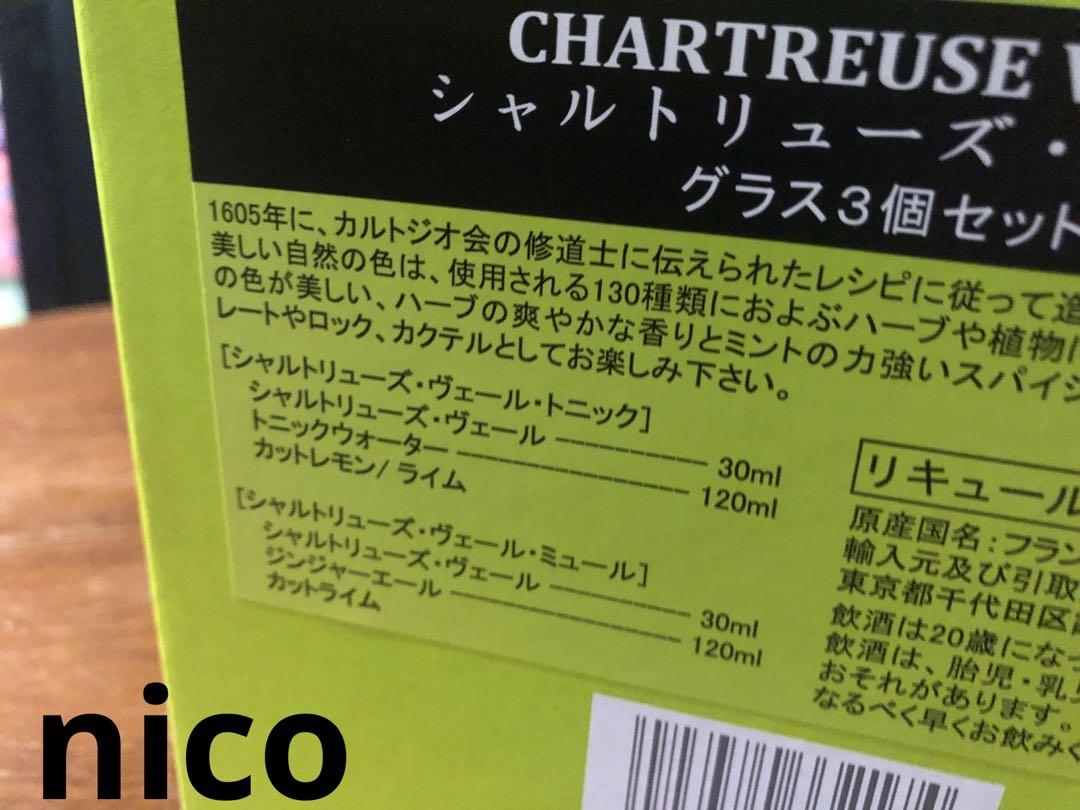 CHARTREUSE V
シャルトリューズ・
グラス3個セット
1605年に、カルトジオ会の修道士に伝えられたレシピに従って造
美しい自然の色は、使用される130種類におよぶハーブや植物
の色が美しい、ハーブの爽やかな香りとミントの力強いスパイシ
レートやロック、カクテルとしてお楽しみ下さい。
[シャルトリューズ・ヴェール・トニック]
シャルトリューズ・ヴェール 30ml
トニックウォーター 120ml
カットレモン/ライム
[シャルトリューズ・ヴェール・ミュール]
シャルトリューズ・ヴェール 30ml
ジンジャーエール 120ml
カットライム
リキュール
原産国名:フラン
輸入元及び引取
東京都千代田区
飲酒は20歳になっ
飲酒は、胎児・乳
おそれがあります。
なるべく早くお飲みく
nico